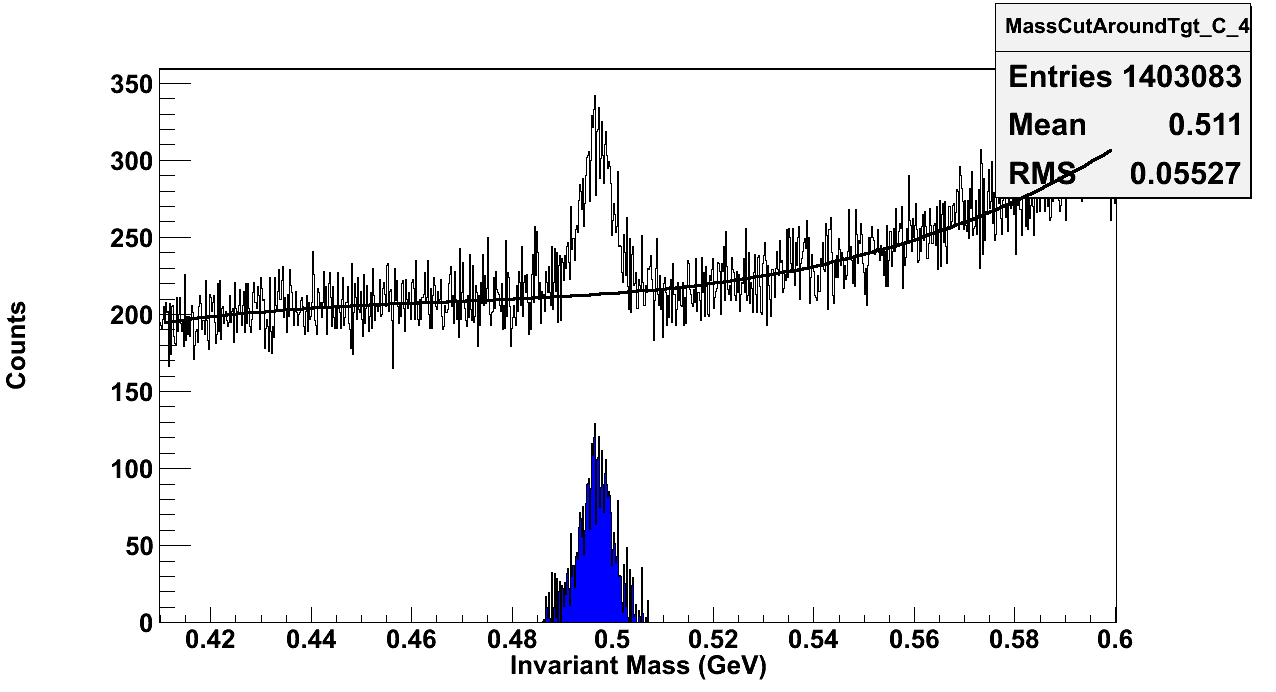 MassCutAroundTgt_C_4
Entries 1403083
Mean 0.511
RMS 0.05527
350
300
250
200
150
100
50
0
0.42 0.44 0.46 0.48 0.5 0.52 0.54 0.56 0.58 0.6
Invariant Mass (GeV)
Counts